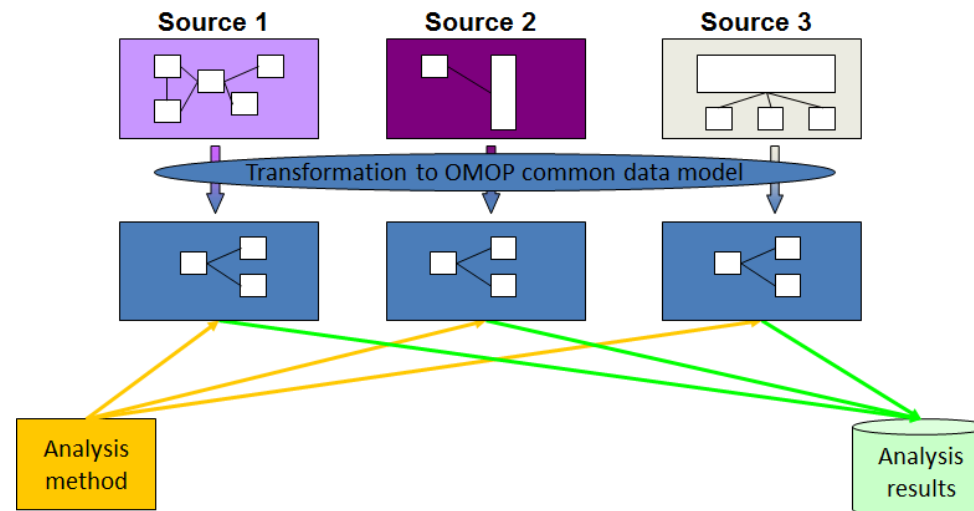 Source 1
Source 2
Source 3
Transformation to OMOP common data model
Analysis
method
Analysis
results